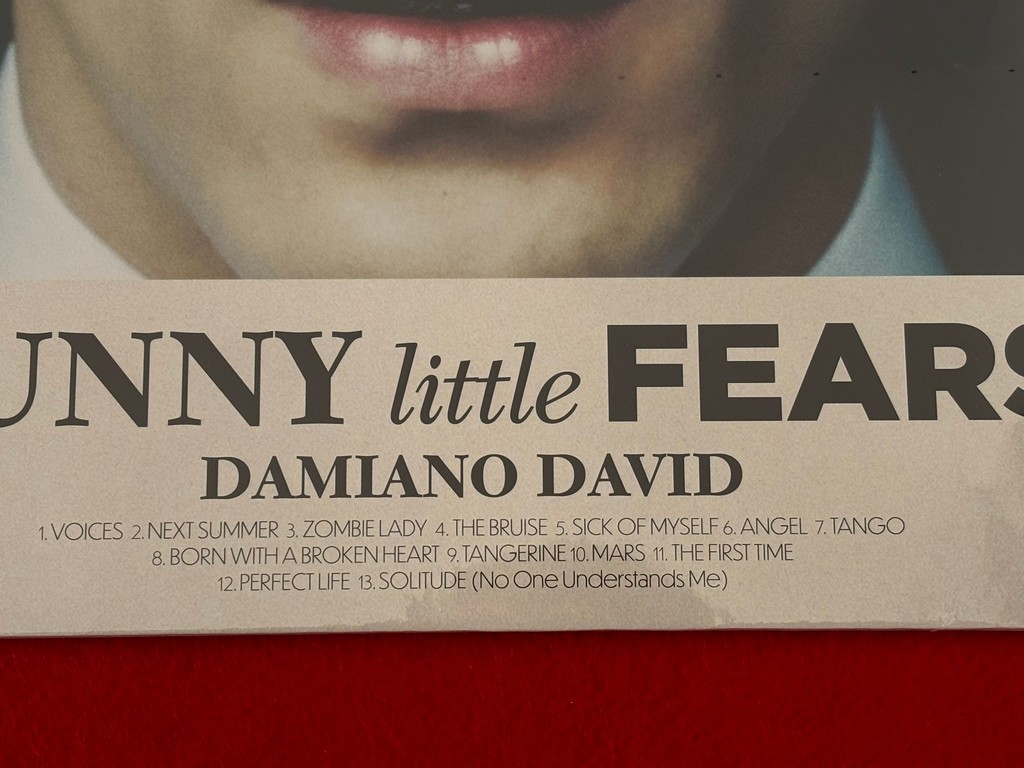 UNNY little FEARS
DAMIANO DAVID
1. VOICES 2. NEXT SUMMER 3. ZOMBIE LADY 4. THE BRUISE 5. SICK OF MYSELF 6. ANGEL 7. TANGO
8. BORN WITH A BROKEN HEART 9. TANGERINE 10. MARS 11. THE FIRST TIME
12. PERFECT LIFE 13. SOLITUDE (No One Understands Me)